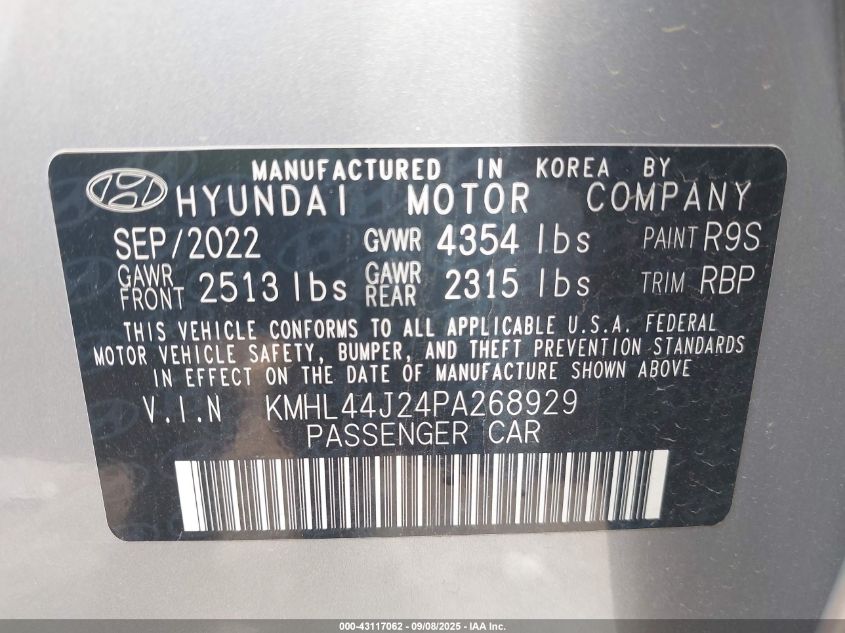 MANUFACTURED IN KOREA BY
HYUNDAI MOTOR COMPANY
SEP/2022 GVWR 4354 lbs PAINT R9S
GAWR FRONT 2513 lbs GAWR REAR 2315 lbs TRIM RBP
THIS VEHICLE CONFORMS TO ALL APPLICABLE U.S.A. FEDERAL
MOTOR VEHICLE SAFETY, BUMPER, AND THEFT PREVENTION STANDARDS
IN EFFECT ON THE DATE OF MANUFACTURE SHOWN ABOVE
V.I.N KMHL44J24PA268929
PASSENGER CAR
000-43117062 - 09/08/2025 - IAA Inc.